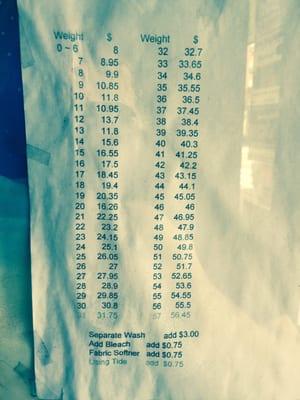 Weight $ Weight $
0 ~ 6 8 32 32.7
7 8.95 33 33.65
8 9.9 34 34.6
9 10.85 35 35.55
10 11.8 36 36.5
11 10.95 37 37.45
12 13.7 38 38.4
13 11.8 39 39.35
14 15.6 40 40.3
15 16.55 41 41.25
16 17.5 42 42.2
17 18.45 43 43.15
18 19.4 44 44.1
19 20.35 45 45.05
20 16.26 46 46
21 22.25 47 46.95
22 23.2 48 47.9
23 24.15 49 48.85
24 25.1 50 49.8
25 26.05 51 50.75
26 27 52 51.7
27 27.95 53 52.65
28 28.9 54 53.6
29 29.85 55 54.55
30 30.8 56 55.5
31 31.75 57 56.45
Separate Wash add $3.00
Add Bleach add $0.75
Fabric Softner add $0.75
Using Tide add $0.75